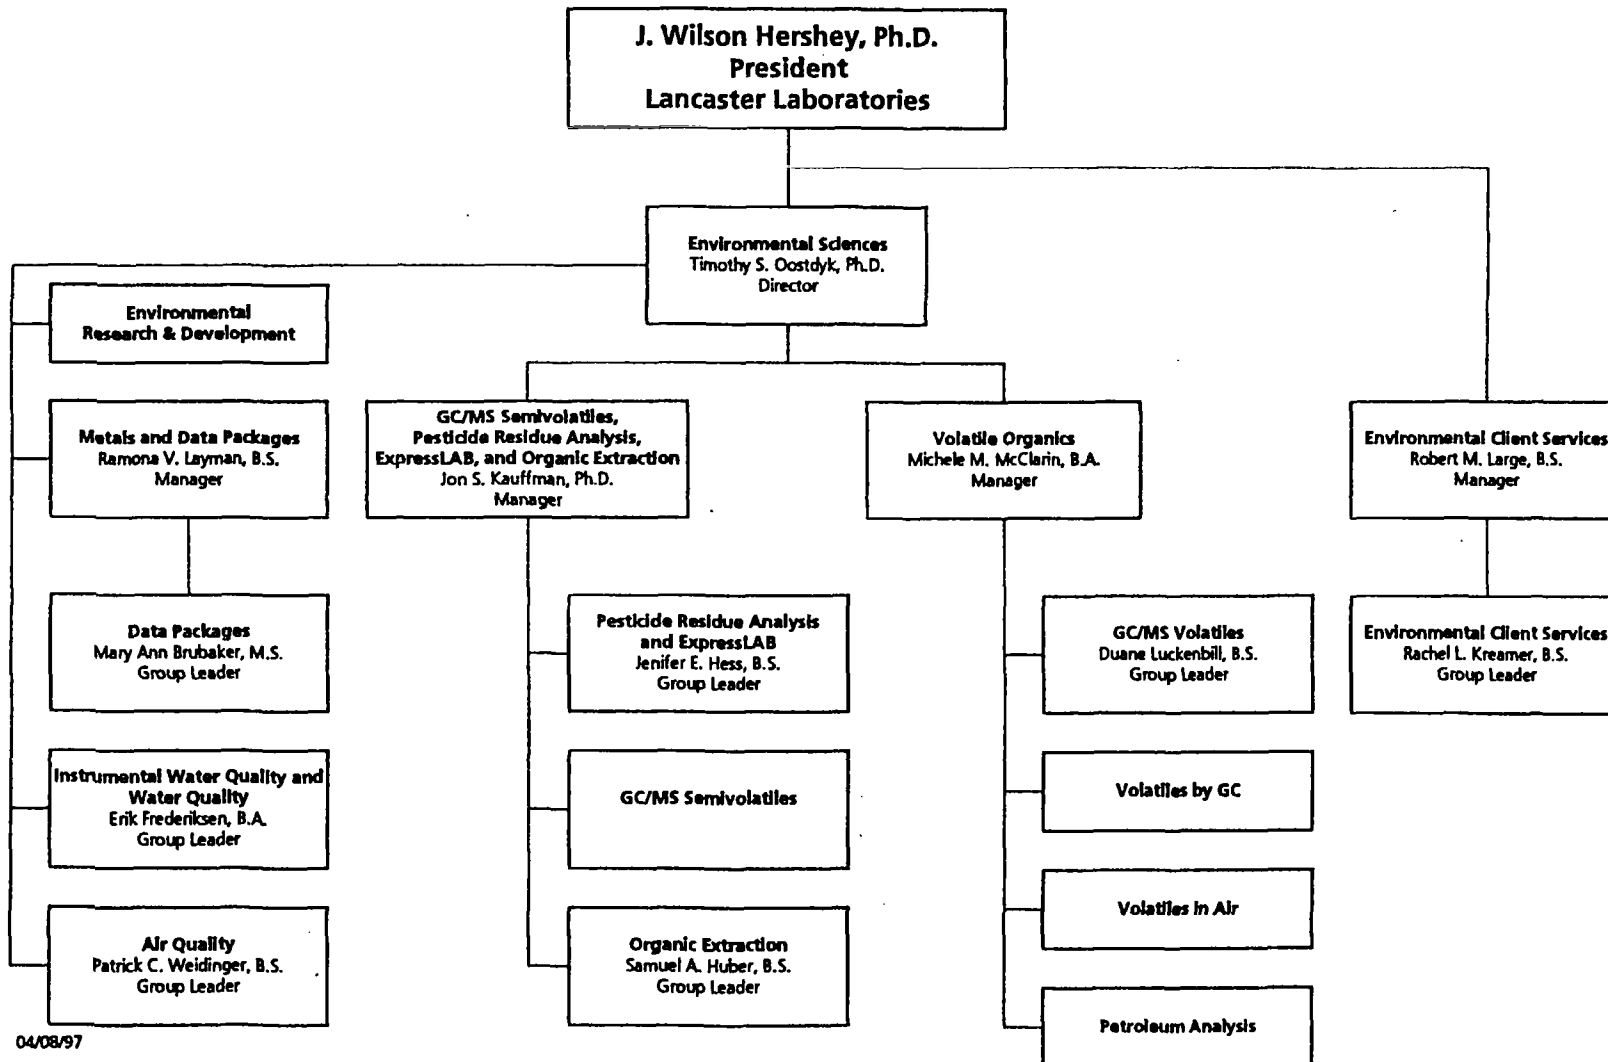 J. Wilson Hershey, Ph.D.
President
Lancaster Laboratories
Environmental Sciences
Timothy S. Oostdyk, Ph.D.
Director
Environmental
Research & Development
Metals and Data Packages
Ramona V. Layman, B.S.
Manager
GC/MS Semivolatiles,
Pesticide Residue Analysis,
ExpressLAB, and Organic Extraction
Jon S. Kauffman, Ph.D.
Manager
Volatile Organics
Michele M. McClarin, B.A.
Manager
Environmental Client Services
Robert M. Large, B.S.
Manager
Data Packages
Mary Ann Brubaker, M.S.
Group Leader
Pesticide Residue Analysis
and ExpressLAB
Jenifer E. Hess, B.S.
Group Leader
GC/MS Volatiles
Duane Luckenbill, B.S.
Group Leader
Environmental Client Services
Rachel L. Kreamer, B.S.
Group Leader
Instrumental Water Quality and
Water Quality
Erik Frederiksen, B.A.
Group Leader
GC/MS Semivolatiles
Volatiles by GC
Air Quality
Patrick C. Weidinger, B.S.
Group Leader
Organic Extraction
Samuel A. Huber, B.S.
Group Leader
Volatiles in Air
Petroleum Analysis
04/08/97